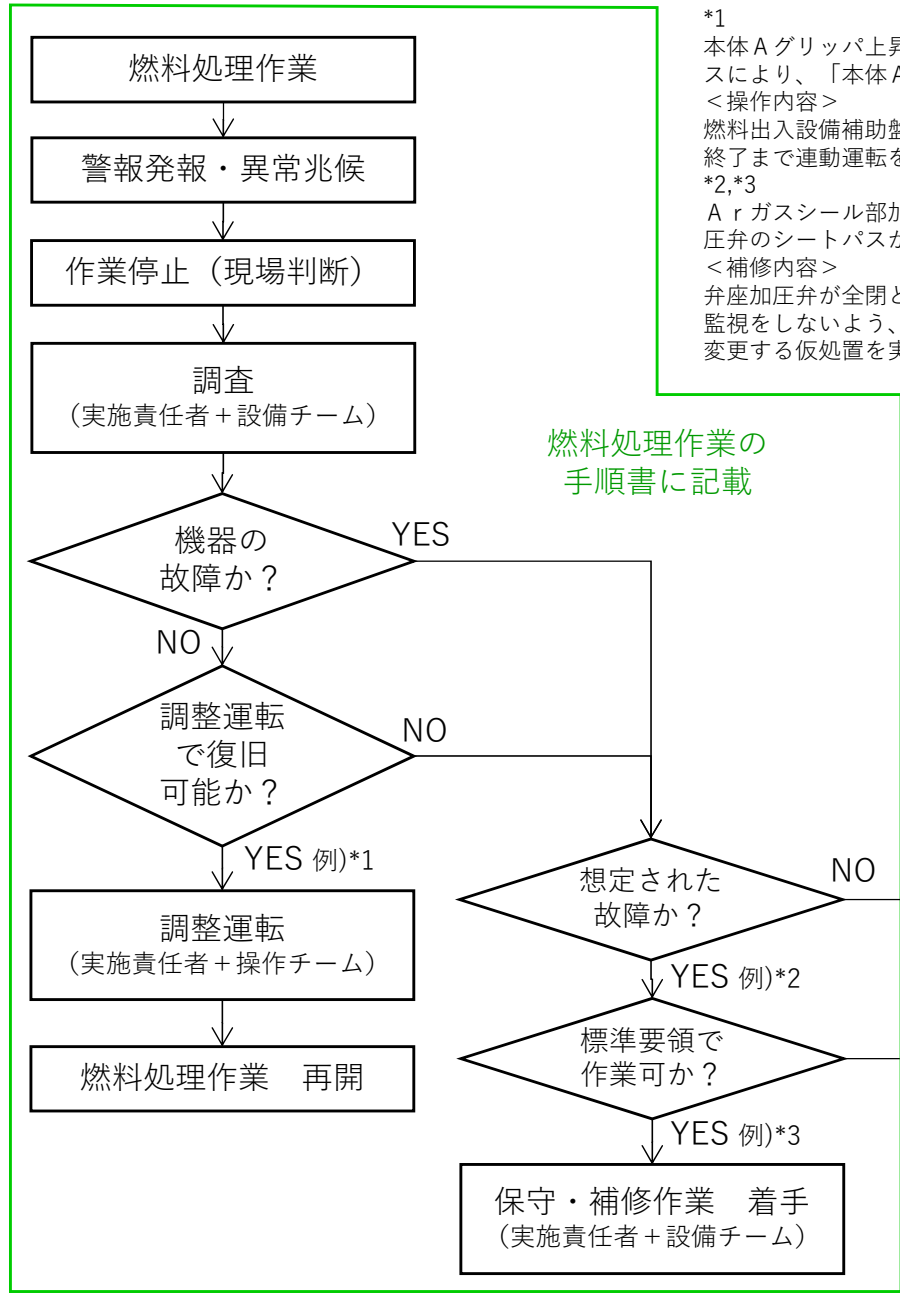 燃料処理作業
警報発報・異常兆候
作業停止（現場判断）
調査
（実施責任者＋設備チーム）
機器の
故障か？
YES
NO
調整運転
で復旧
可能か？
NO
YES 例)*1
調整運転
（実施責任者＋操作チーム）
燃料処理作業　再開
*1
本体Ａグリッパ上昇
スにより、「本体Ａ
＜操作内容＞
燃料出入設備補助盤
終了まで連動運転を
*2,*3
Ａｒガスシール部加
圧弁のシートパスが
＜補修内容＞
弁座加圧弁が全閉と
監視をしないよう、
変更する仮処置を実
燃料処理作業の
手順書に記載
想定された
故障か？
NO
YES 例)*2
標準要領で
作業可か？
YES 例)*3
保守・補修作業　着手
（実施責任者＋設備チーム）